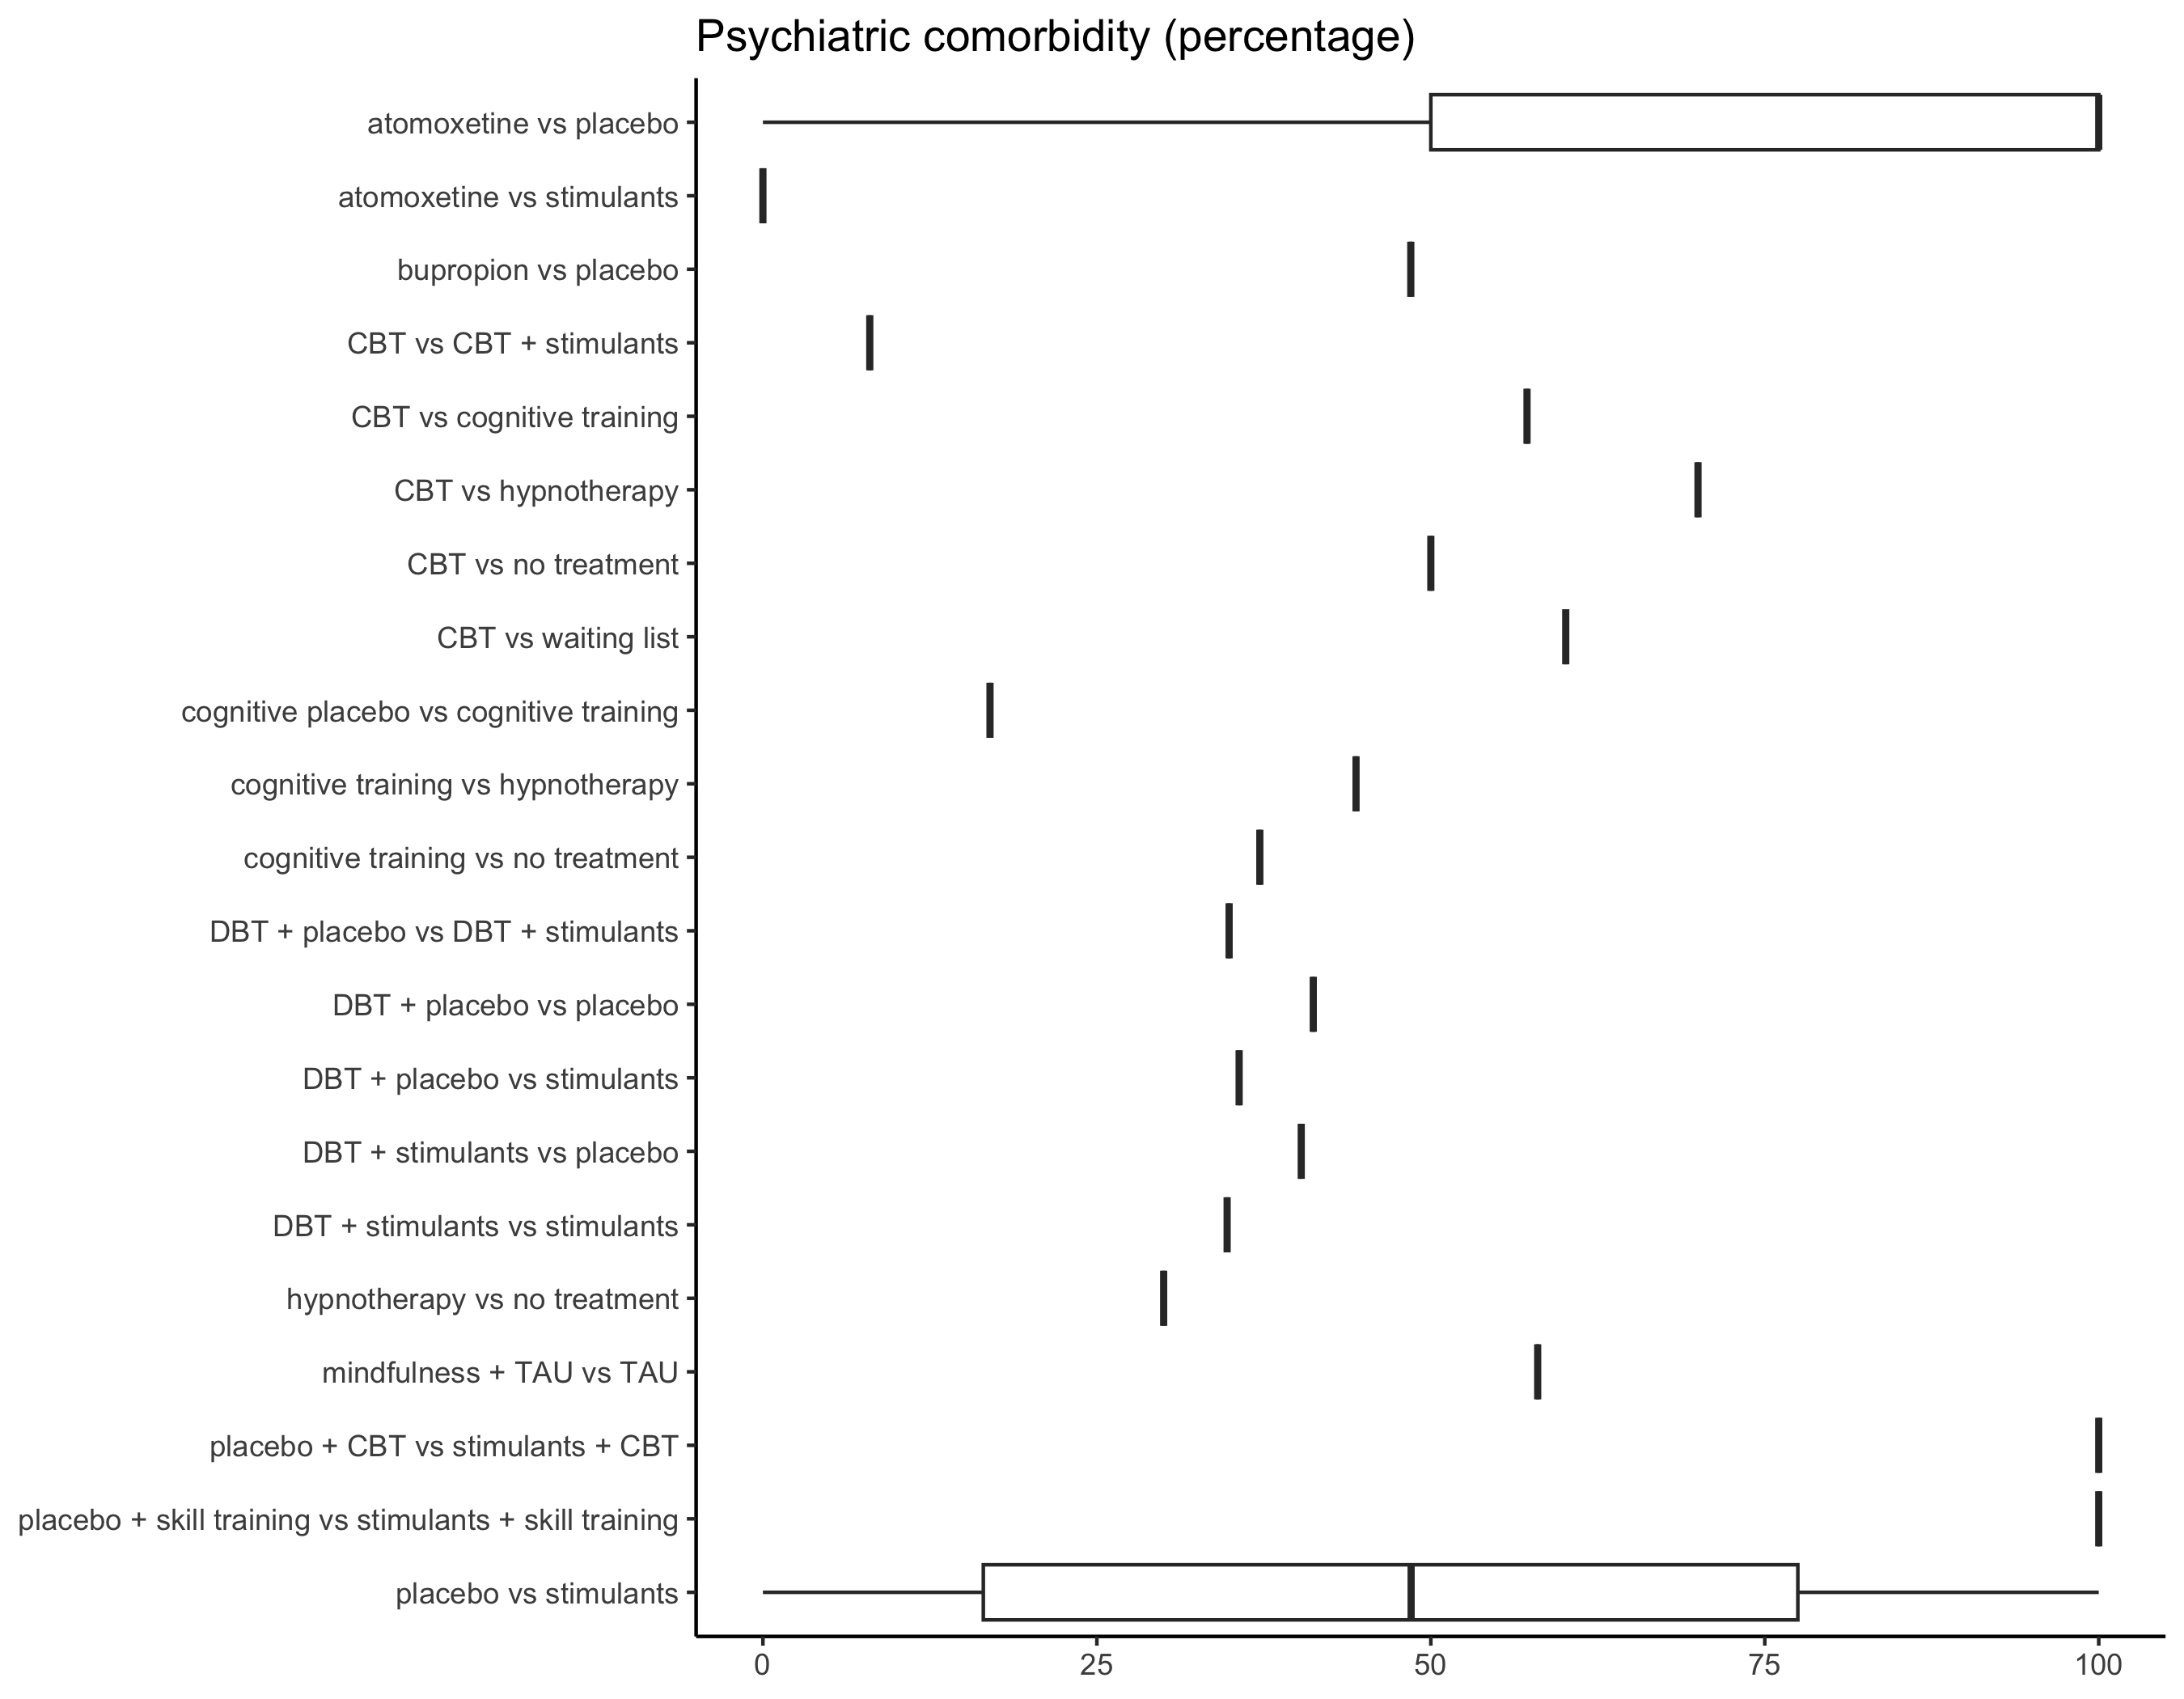 Psychiatric comorbidity (percentage)
atomoxetine vs placebo
atomoxetine vs stimulants
bupropion vs placebo
CBT vs CBT + stimulants
CBT vs cognitive training
CBT vs hypnotherapy
CBT vs no treatment
CBT vs waiting list
cognitive placebo vs cognitive training
cognitive training vs hypnotherapy
cognitive training vs no treatment
DBT + placebo vs DBT + stimulants
DBT + placebo vs placebo
DBT + placebo vs stimulants
DBT + stimulants vs placebo
DBT + stimulants vs stimulants
hypnotherapy vs no treatment
mindfulness + TAU vs TAU
placebo + CBT vs stimulants + CBT
placebo + skill training vs stimulants + skill training
placebo vs stimulants
0 25 50 75 100